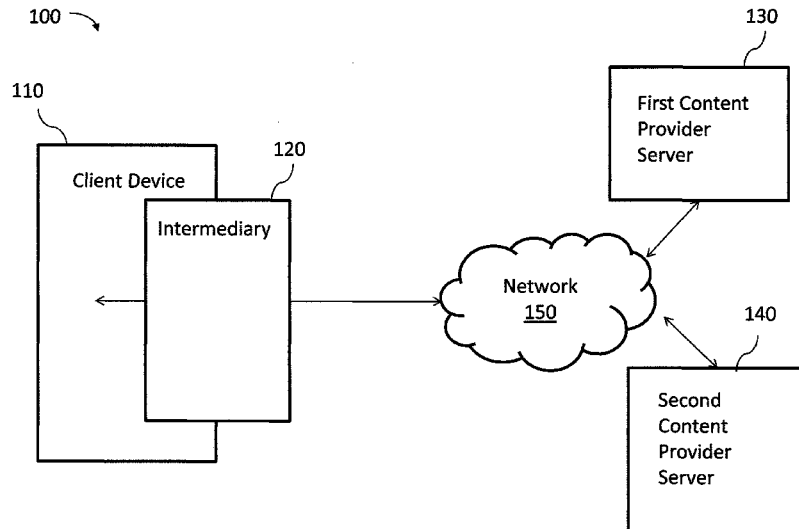 100
130
110
First Content
Provider
Server
120
Client Device
Intermediary
Network
150
140
Second
Content
Provider
Server